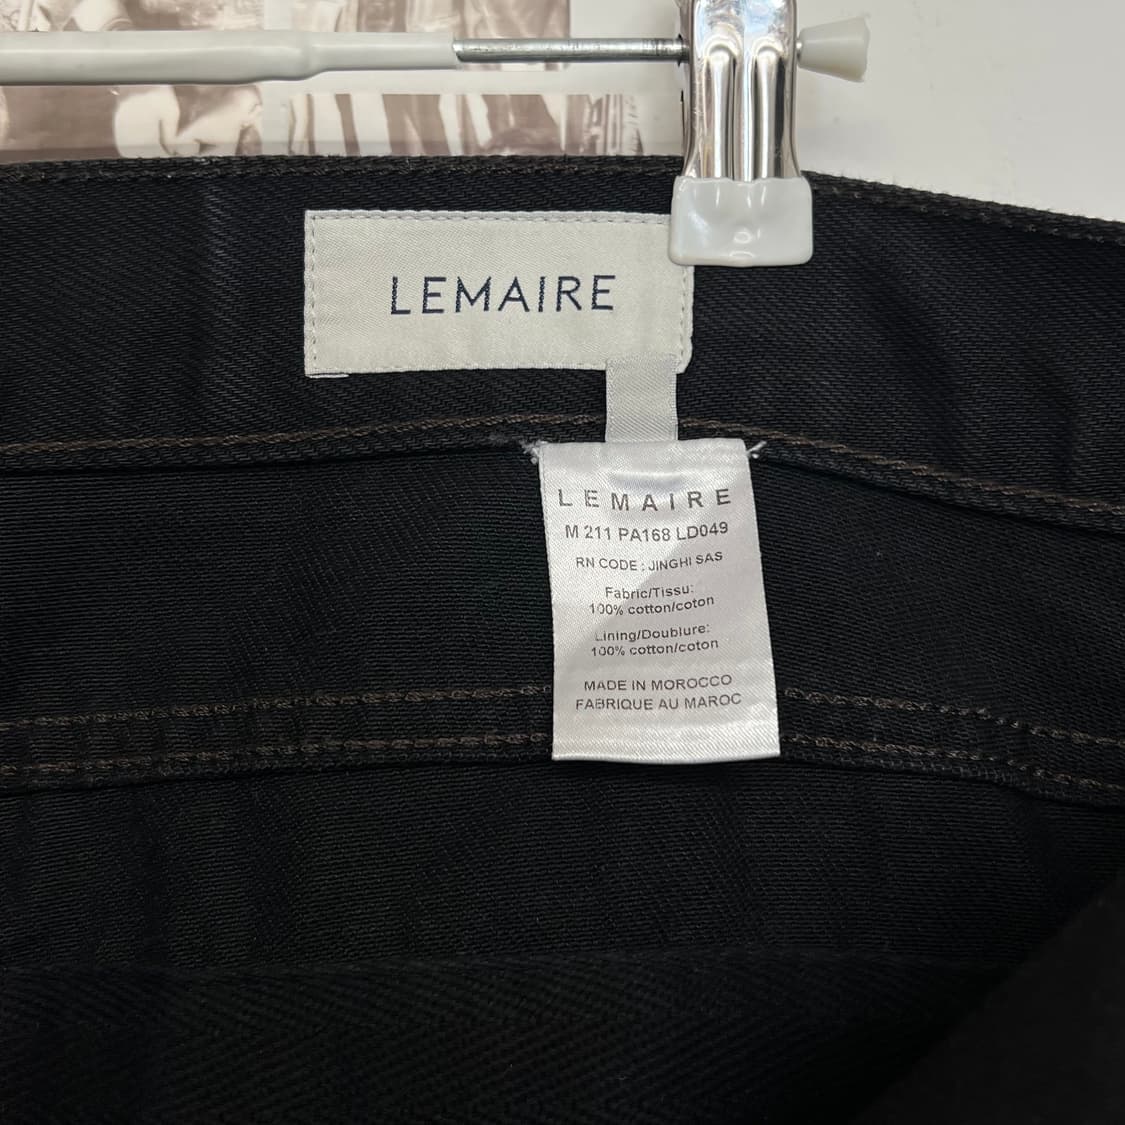 LEMAIRE
LEMAIRE
M 211 PA168 LD049
RN CODE : JINGHI SAS
Fabric/Tissu:
100% cotton/coton
Lining/Doublure:
100% cotton/coton
MADE IN MOROCCO
FABRIQUE AU MAROC